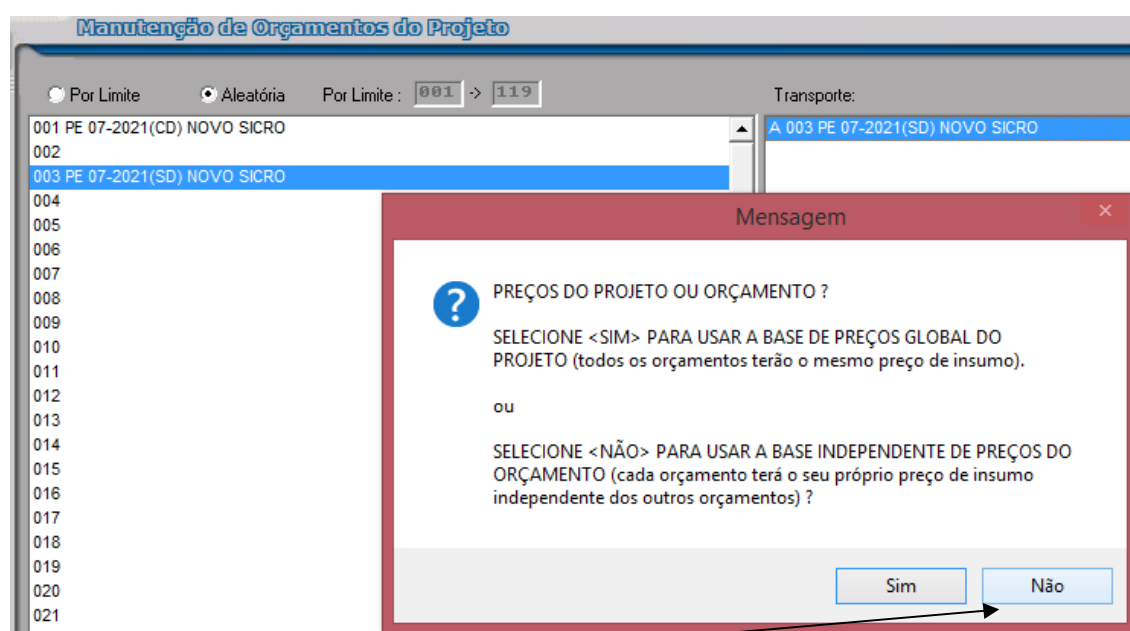 Manutenção de Orçamentos do Projeto
Por Limite Aleatória Por Limite : 001 -> 119 Transporte:
001 PE 07-2021(CD) NOVO SICRO
002
003 PE 07-2021(SD) NOVO SICRO
004
005
006
007
008
009
010
011
012
013
014
015
016
017
018
019
020
021
A 003 PE 07-2021(SD) NOVO SICRO
Mensagem
PREÇOS DO PROJETO OU ORÇAMENTO ?
SELECIONE <SIM> PARA USAR A BASE DE PREÇOS GLOBAL DO
PROJETO (todos os orçamentos terão o mesmo preço de insumo).
ou
SELECIONE <NÃO> PARA USAR A BASE INDEPENDENTE DE PREÇOS DO
ORÇAMENTO (cada orçamento terá o seu próprio preço de insumo
independente dos outros orçamentos) ?
Sim Não